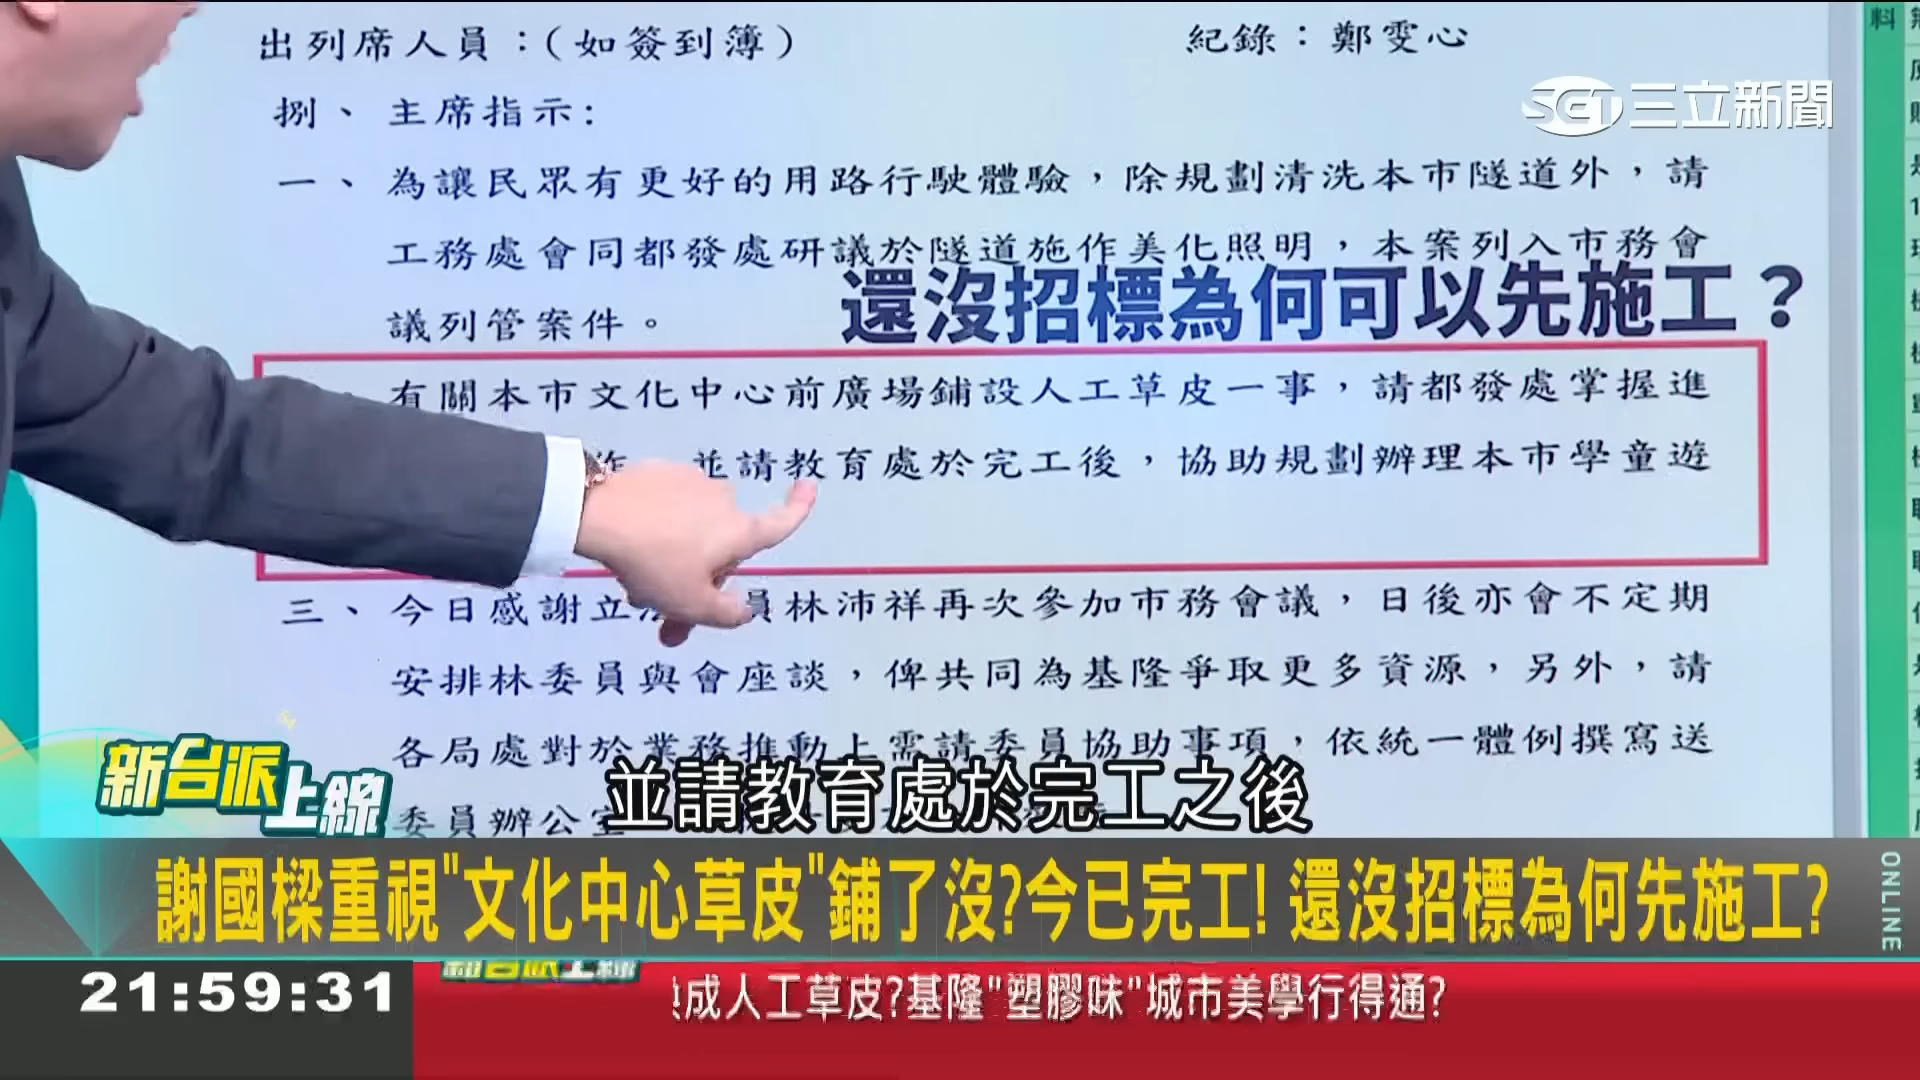 出列席人員：(如簽到簿)
紀錄：鄭雯心
捌、主席指示：
SET三立新聞
一、為讓民眾有更好的用路行駛體驗，除規劃清洗本市隧道外，請
工務處會同都發處研議於隧道施作美化照明，本案列入市務會
議列管案件。
還沒招標為何可以先施工？
有關本市文化中心前廣場鋪設人工草皮一事，請都發處掌握進
並請教育處於完工後，協助規劃辦理本市學童遊
三、今日感謝立 員林沛祥再次參加市務會議，日後亦會不定期
安排林委員與會座談，俾共同為基隆爭取更多資源，另外，請
各局處對於業務推動上需請委員協助事項，依統一體例撰寫送
委員辦公室
新台派上線
並請教育處於完工之後
謝國樑重視"文化中心草皮"鋪了沒?今已完工! 還沒招標為何先施工?
ONLINE
21:59:31
新台派上線
成人工草皮?基隆"塑膠味"城市美學行得通?
料